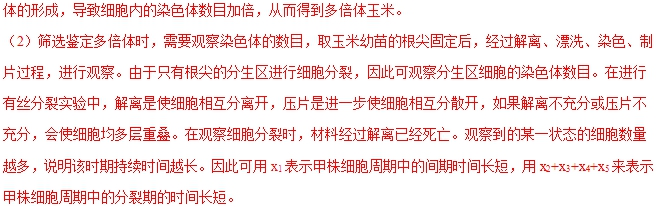 体的形成，导致细胞内的染色体数目加倍，从而得到多倍体玉米。
（2）筛选鉴定多倍体时，需要观察染色体的数目，取玉米幼苗的根尖固定后，经过解离、漂洗、染色、制
片过程，进行观察。由于只有根尖的分生区进行细胞分裂，因此可观察分生区细胞的染色体数目。在进行
有丝分裂实验中，解离是使细胞相互分离开，压片是进一步使细胞相互分散开，如果解离不充分或压片不
充分，会使细胞均多层重叠。在观察细胞分裂时，材料经过解离已经死亡。观察到的某一状态的细胞数量
越多，说明该时期持续时间越长。因此可用 x₁ 表示甲株细胞周期中的间期时间长短，用 x₂+x₃+x₄+x₅ 来表示
甲株细胞周期中的分裂期的时间长短。